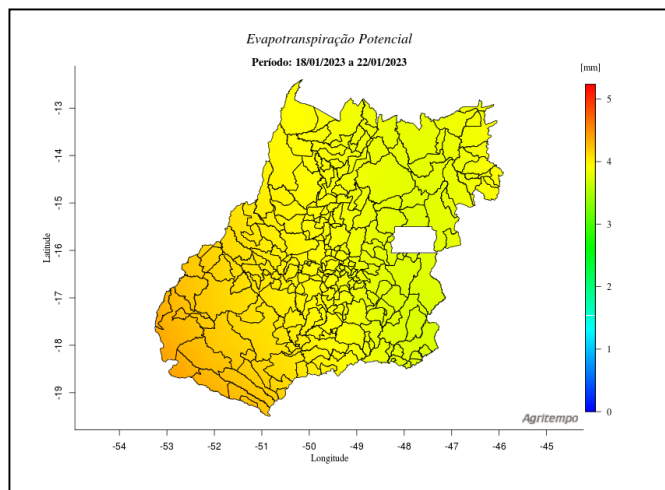 Evapotranspiração Potencial
Período: 18/01/2023 a 22/01/2023
[mm]
5
4
3
2
1
0
Latitude
-13
-14
-15
-16
-17
-18
-19
-54 -53 -52 -51 -50 -49 -48 -47 -46 -45
Longitude
Agritempo